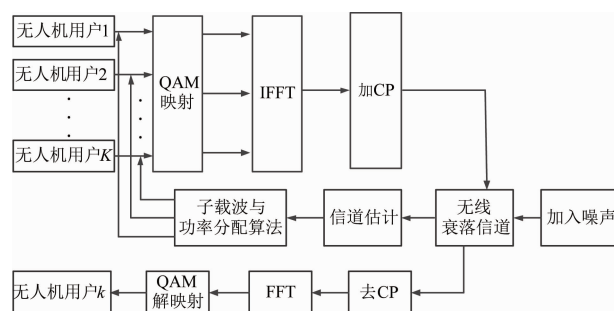 无人机用户1
无人机用户2
无人机用户K
QAM
映射
IFFT
加CP
子载波与
功率分配算法
信道估计
无线
衰落信道
加入噪声
无人机用户k
QAM
解映射
FFT
去CP